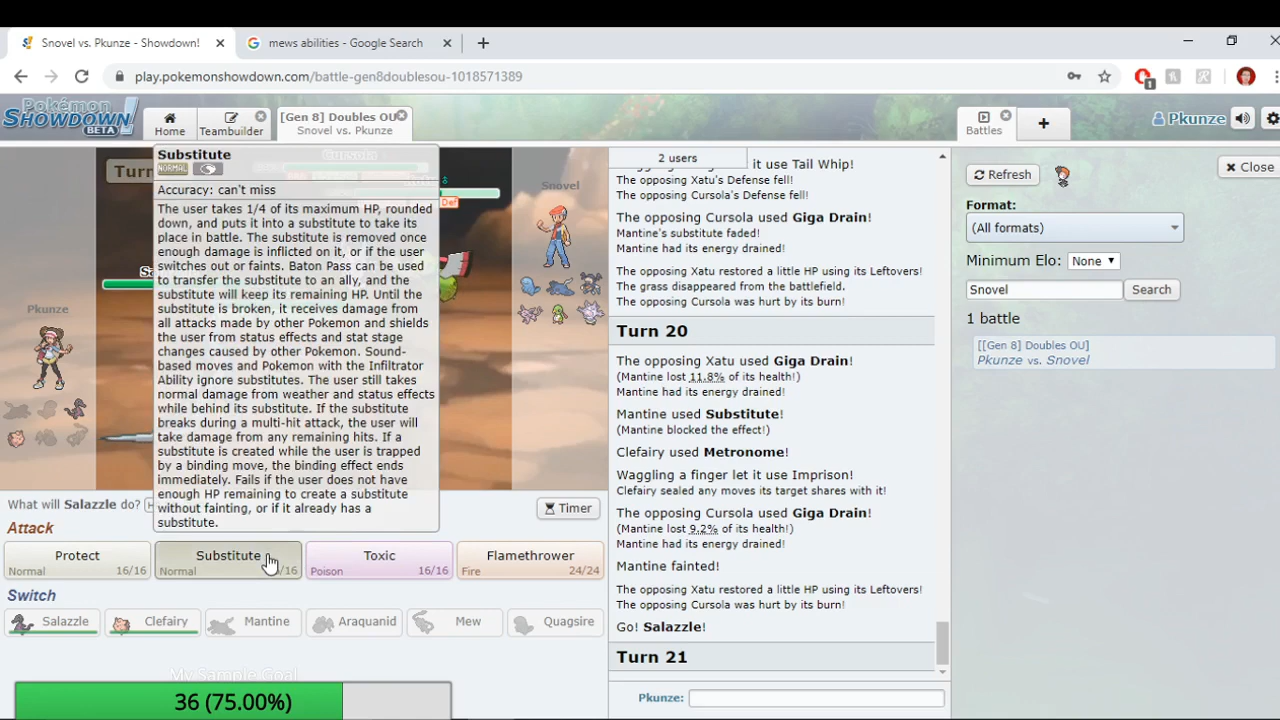 Snovel vs. Pkunze - Showdown!
mews abilities - Google Search
play.pokemonshowdown.com/battle-gen8doublesou-1018571389
1
Pokémon
SHOWDOWN!
BETA
Home
Teambuilder
[Gen 8] Doubles OU
Snovel vs. Pkunze
Battles
Pkunze
Substitute
NORMAL
Accuracy: can't miss
The user takes 1/4 of its maximum HP, rounded
down, and puts it into a substitute to take its
place in battle. The substitute is removed once
enough damage is inflicted on it, or if the user
switches out or faints. Baton Pass can be used
to transfer the substitute to an ally, and the
substitute will keep its remaining HP. Until the
substitute is broken, it receives damage from
all attacks made by other Pokemon and shields
the user from status effects and stat stage
changes caused by other Pokemon. Sound-
based moves and Pokemon with the Infiltrator
Ability ignore substitutes. The user still takes
normal damage from weather and status effects
while behind its substitute. If the substitute
breaks during a multi-hit attack, the user will
take damage from any remaining hits. If a
substitute is created while the user is trapped
by a binding move, the binding effect ends
immediately. Fails if the user does not have
enough HP remaining to create a substitute
without fainting, or if it already has a
substitute.
Turn
Cursola
Def
Sa
Pkunze
Snovel
What will Salazzle do?
Timer
Attack
Protect
Normal 16/16
Substitute
Normal /16
Toxic
Poison 16/16
Flamethrower
Fire 24/24
Switch
Salazzle
Clefairy
Mantine
Araquanid
Mew
Quagsire
My Sample Goal
36 (75.00%)
2 users
it use Tail Whip!
The opposing Xatu's Defense fell!
The opposing Cursola's Defense fell!
The opposing Cursola used Giga Drain!
Mantine's substitute faded!
Mantine had its energy drained!
The opposing Xatu restored a little HP using its Leftovers!
The grass disappeared from the battlefield.
The opposing Cursola was hurt by its burn!
Turn 20
The opposing Xatu used Giga Drain!
(Mantine lost 11.8% of its health!)
Mantine had its energy drained!
Mantine used Substitute!
(Mantine blocked the effect!)
Clefairy used Metronome!
Waggling a finger let it use Imprison!
Clefairy sealed any moves its target shares with it!
The opposing Cursola used Giga Drain!
(Mantine lost 9.2% of its health!)
Mantine had its energy drained!
Mantine fainted!
The opposing Xatu restored a little HP using its Leftovers!
The opposing Cursola was hurt by its burn!
Go! Salazzle!
Turn 21
Pkunze:
Refresh
Close
Format:
(All formats)
Minimum Elo: None
Snovel
Search
1 battle
[[Gen 8] Doubles OU]
Pkunze vs. Snovel